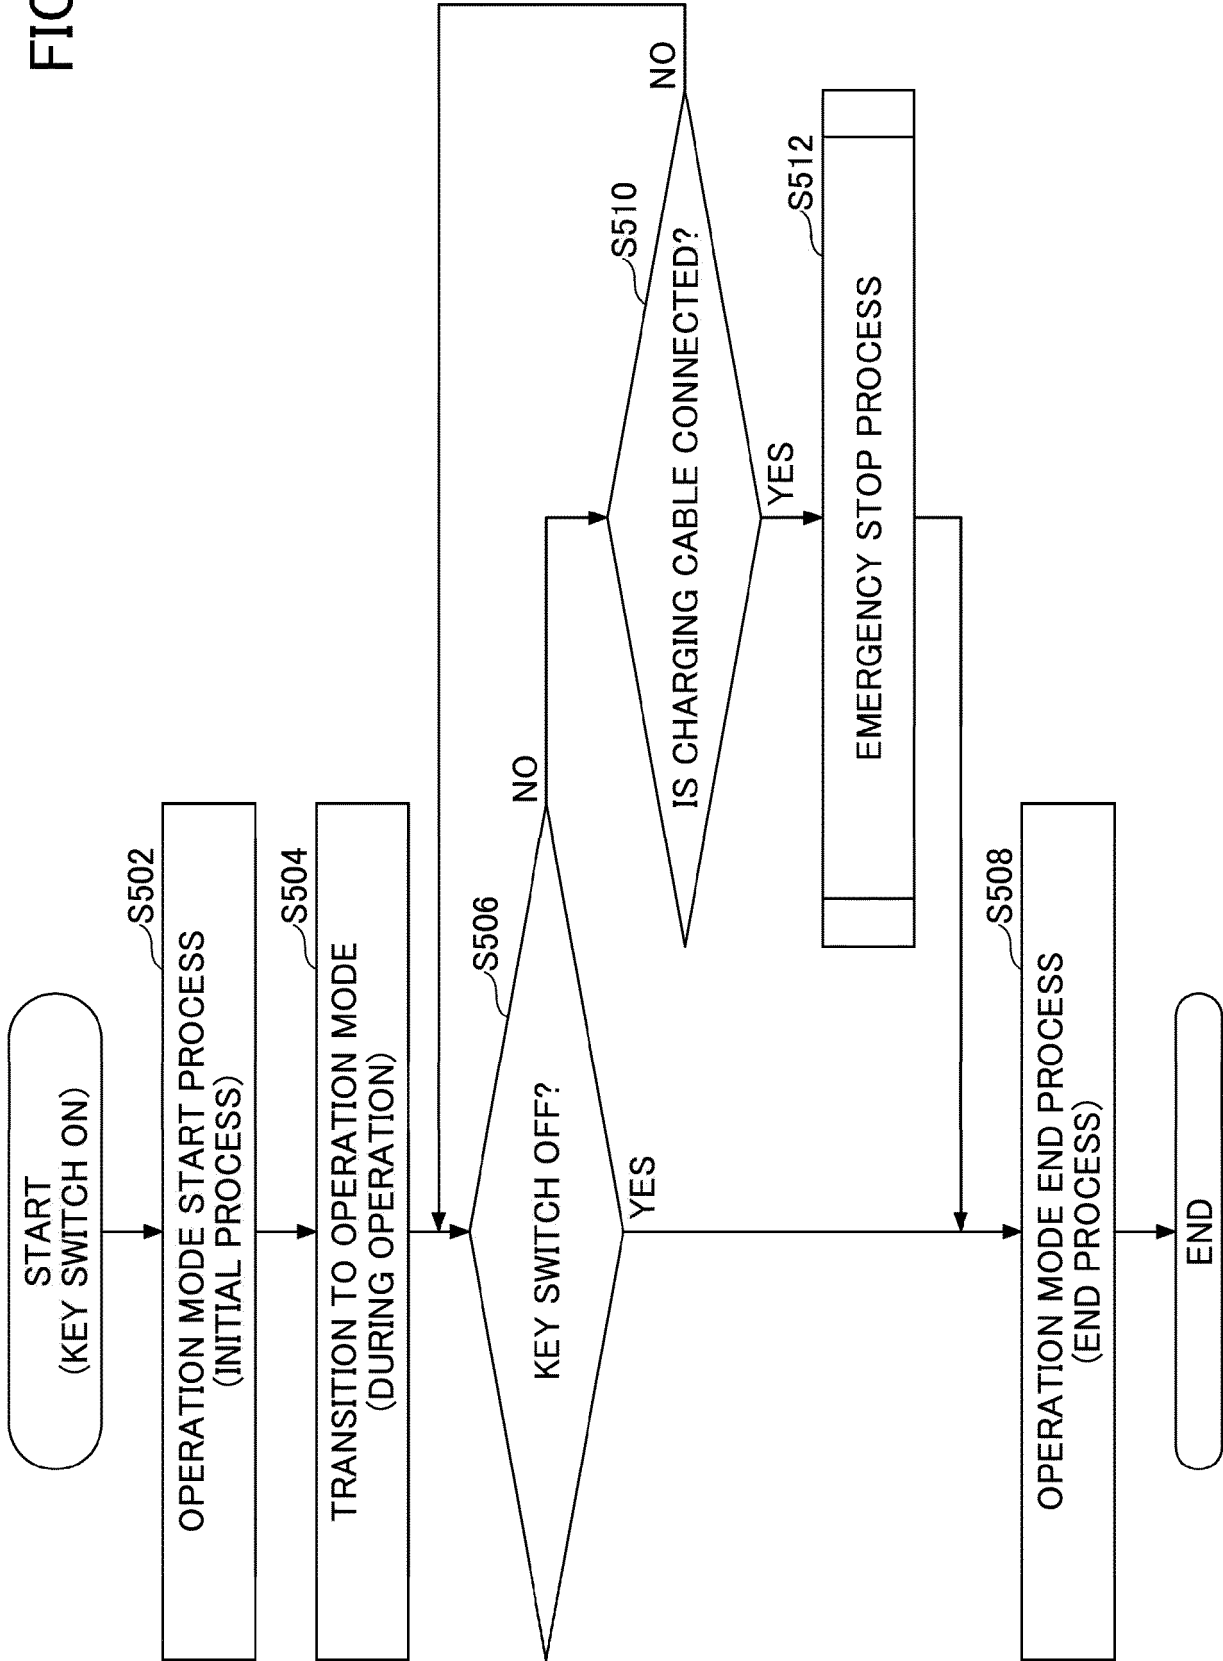 FIG
START
(KEY SWITCH ON)
S502
OPERATION MODE START PROCESS
(INITIAL PROCESS)
S504
TRANSITION TO OPERATION MODE
(DURING OPERATION)
S506
KEY SWITCH OFF?
NO
YES
S510
IS CHARGING CABLE CONNECTED?
NO
YES
S512
EMERGENCY STOP PROCESS
S508
OPERATION MODE END PROCESS
(END PROCESS)
END